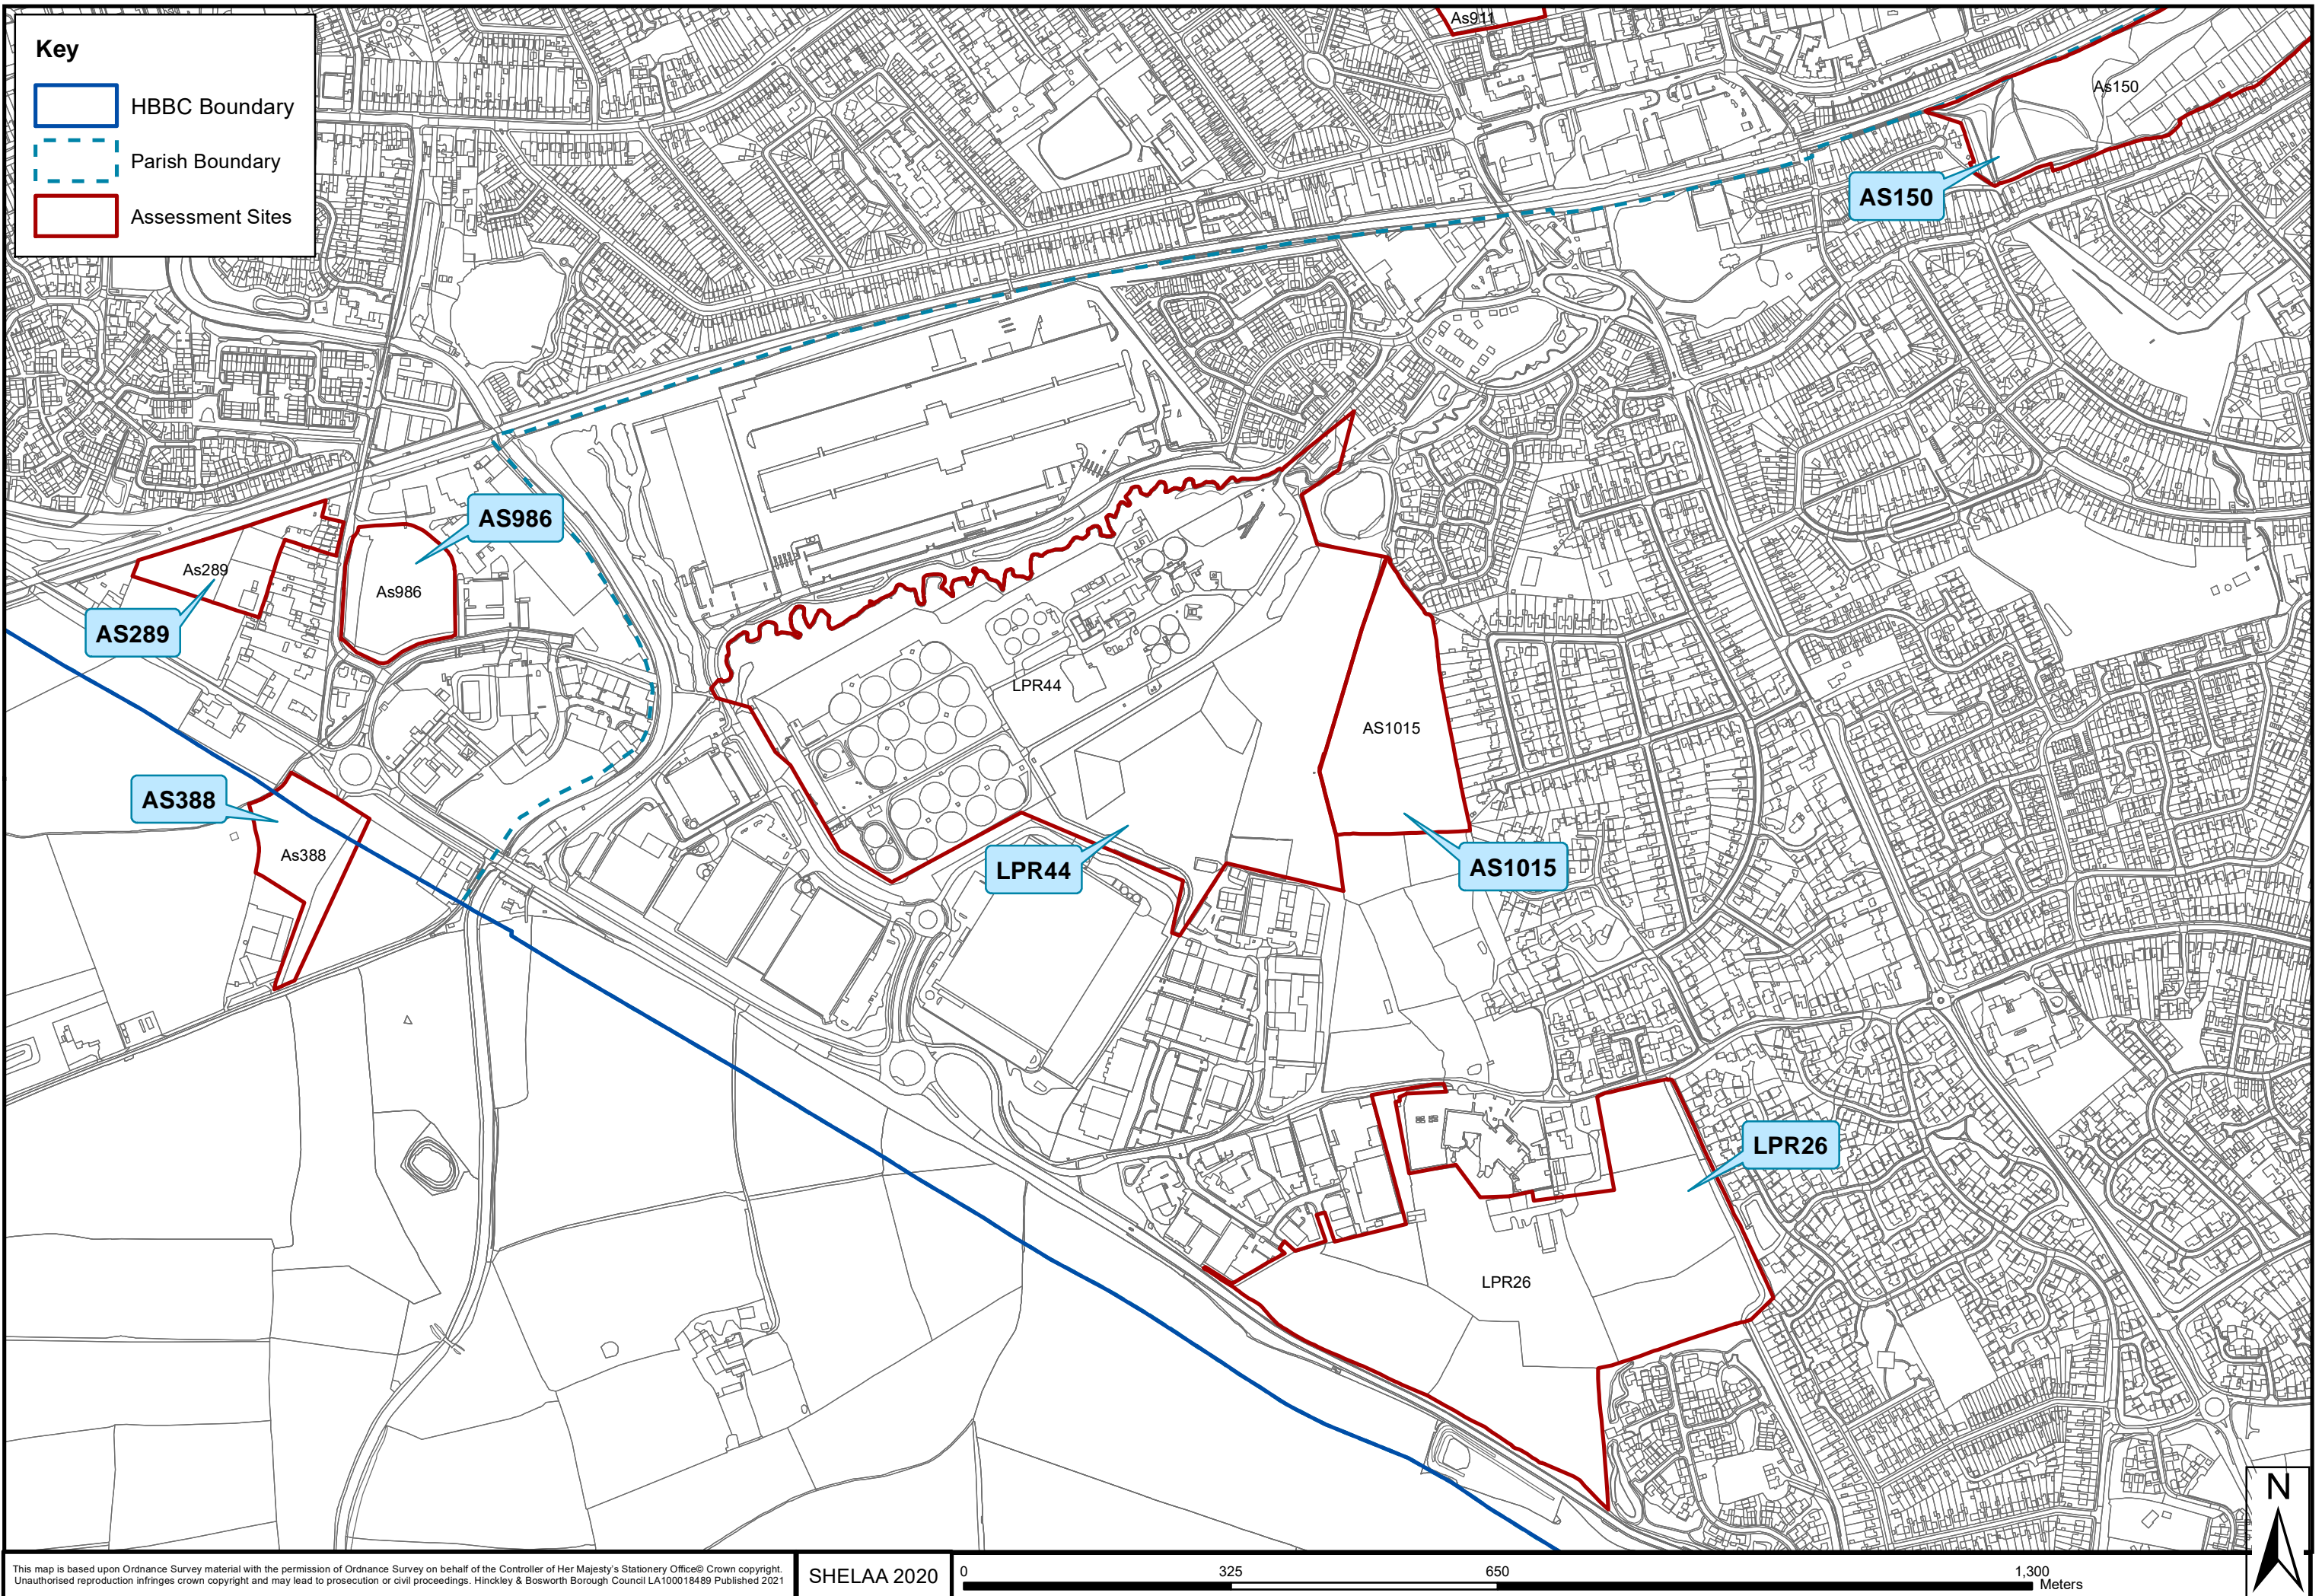 Key
HBBC Boundary
Parish Boundary
Assessment Sites
As911
As150
AS150
AS986
As289
As986
AS289
LPR44
AS1015
AS388
As388
LPR44
AS1015
LPR26
LPR26
N
This map is based upon Ordnance Survey material with the permission of Ordnance Survey on behalf of the Controller of Her Majesty's Stationery Office© Crown copyright.
Unauthorised reproduction infringes crown copyright and may lead to prosecution or civil proceedings. Hinckley & Bosworth Borough Council LA100018489 Published 2021
SHELAA 2020
0 325 650 1,300
Meters